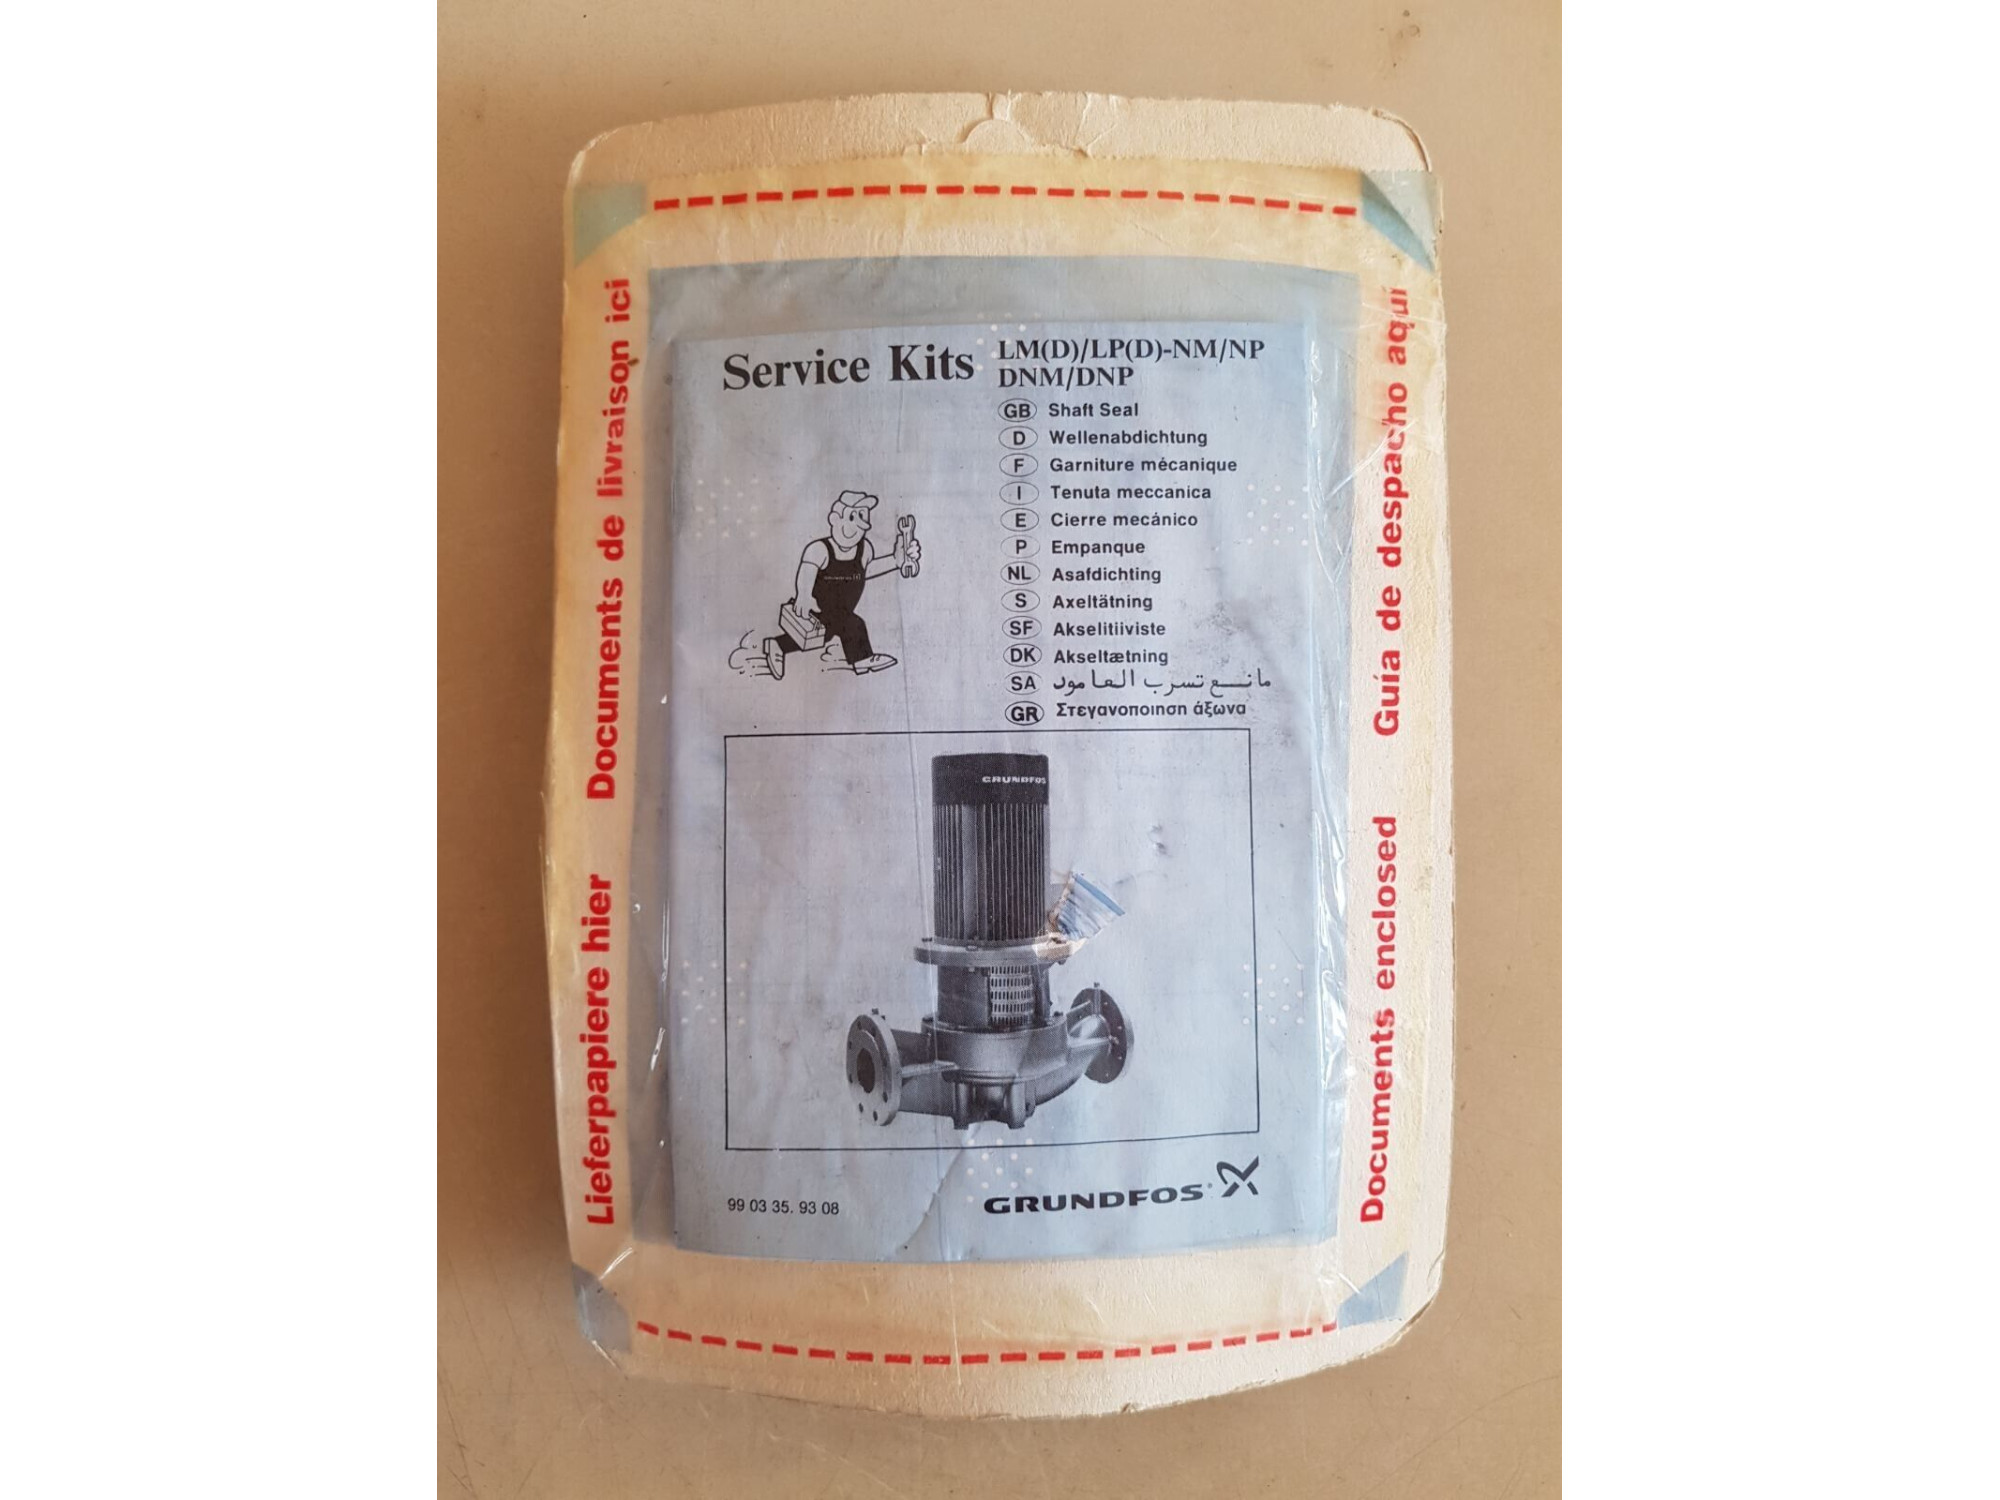 Service Kits
LM(D)/LP(D)-NM/NP
DNM/DNP
GB Shaft Seal
D Wellenabdichtung
F Garniture mécanique
I Tenuta meccanica
E Cierre mecánico
P Empanque
NL Asafdichting
S Axeltätning
SF Akselitiiviste
DK Akseltætning
SA مانع تسرب العامود
GR Στεγανοποιηση άξωνα
GRUNDFOS
99 03 35. 93 08
GRUNDFOS
Lieferpapiere hier
Documents de livraison ici
Documents enclosed
Guía de despacho aquí